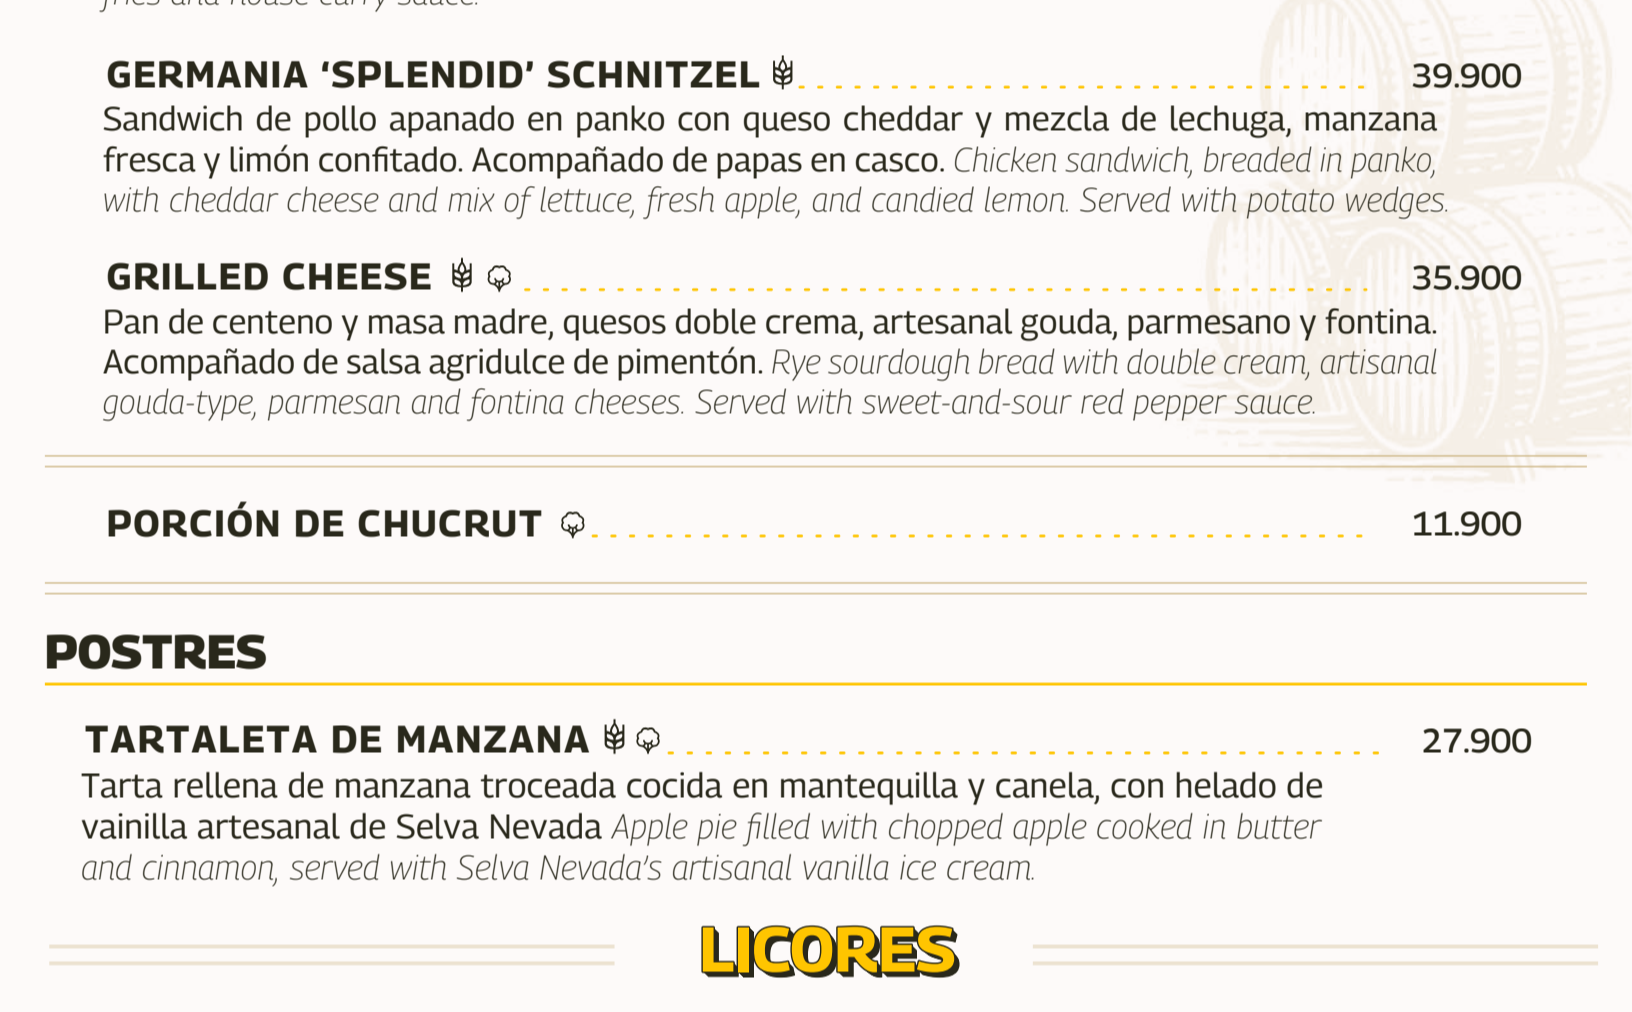 fries and house curry sauce.
GERMANIA ‘SPLENDID’ SCHNITZEL 39.900
Sandwich de pollo apanado en panko con queso cheddar y mezcla de lechuga, manzana
fresca y limón confitado. Acompañado de papas en casco. Chicken sandwich, breaded in panko,
with cheddar cheese and mix of lettuce, fresh apple, and candied lemon. Served with potato wedges.
GRILLED CHEESE 35.900
Pan de centeno y masa madre, quesos doble crema, artesanal gouda, parmesano y fontina.
Acompañado de salsa agridulce de pimentón. Rye sourdough bread with double cream, artisanal
gouda-type, parmesan and fontina cheeses. Served with sweet-and-sour red pepper sauce.
PORCIÓN DE CHUCRUT 11.900
POSTRES
TARTALETA DE MANZANA 27.900
Tarta rellena de manzana troceada cocida en mantequilla y canela, con helado de
vainilla artesanal de Selva Nevada Apple pie filled with chopped apple cooked in butter
and cinnamon, served with Selva Nevada’s artisanal vanilla ice cream.
LICORES